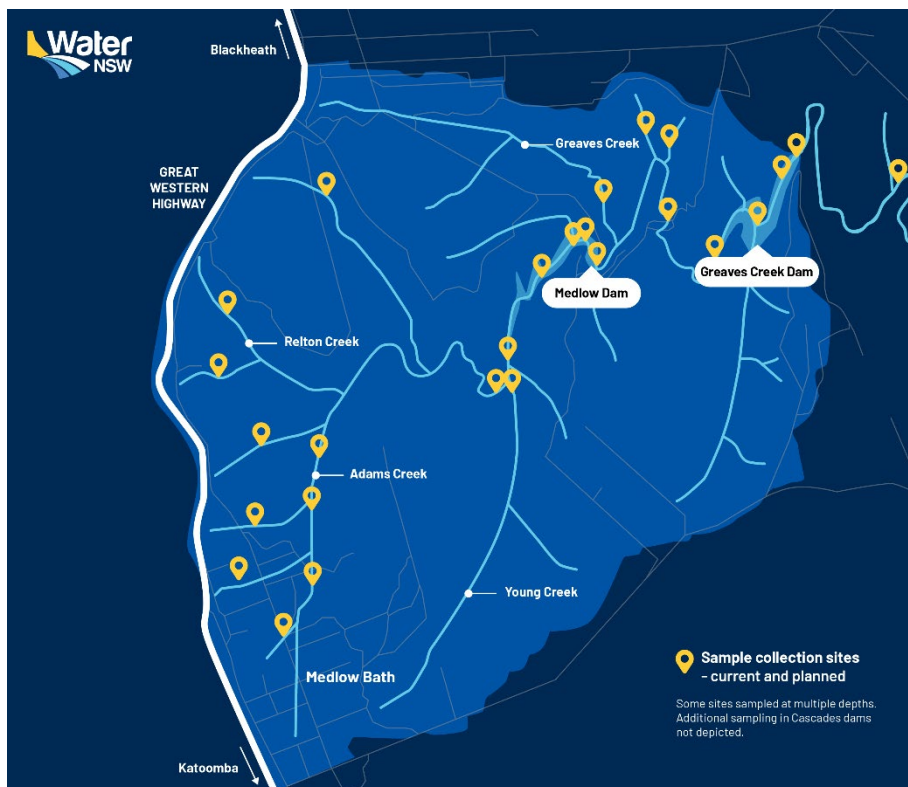 Water
NSW
Blackheath
Greaves Creek
GREAT
WESTERN
HIGHWAY
Greaves Creek Dam
Medlow Dam
Relton Creek
Adams Creek
Young Creek
Medlow Bath
Sample collection sites
- current and planned
Some sites sampled at multiple depths.
Additional sampling in Cascades dams
not depicted.
Katoomba